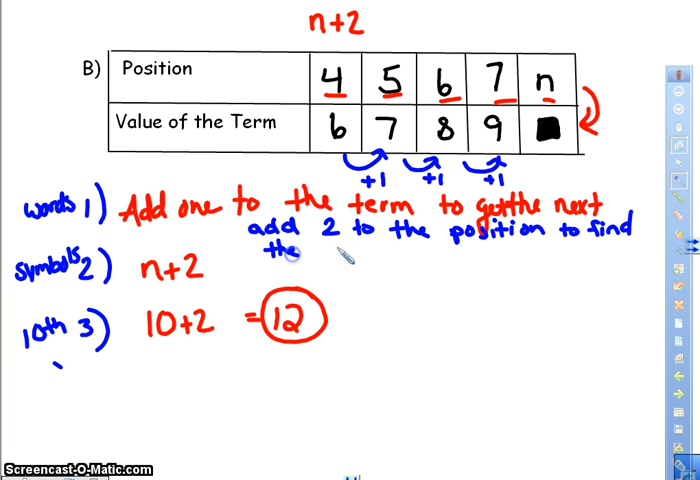 n+2
B) Position 4 5 6 7 n
Value of the Term 6 7 8 9
+1 +1 +1
words 1) Add one to the term to get the next
add 2 to the position to find
the
symbols 2) n+2
10th 3) 10+2 = 12
Screencast-O-Matic.com